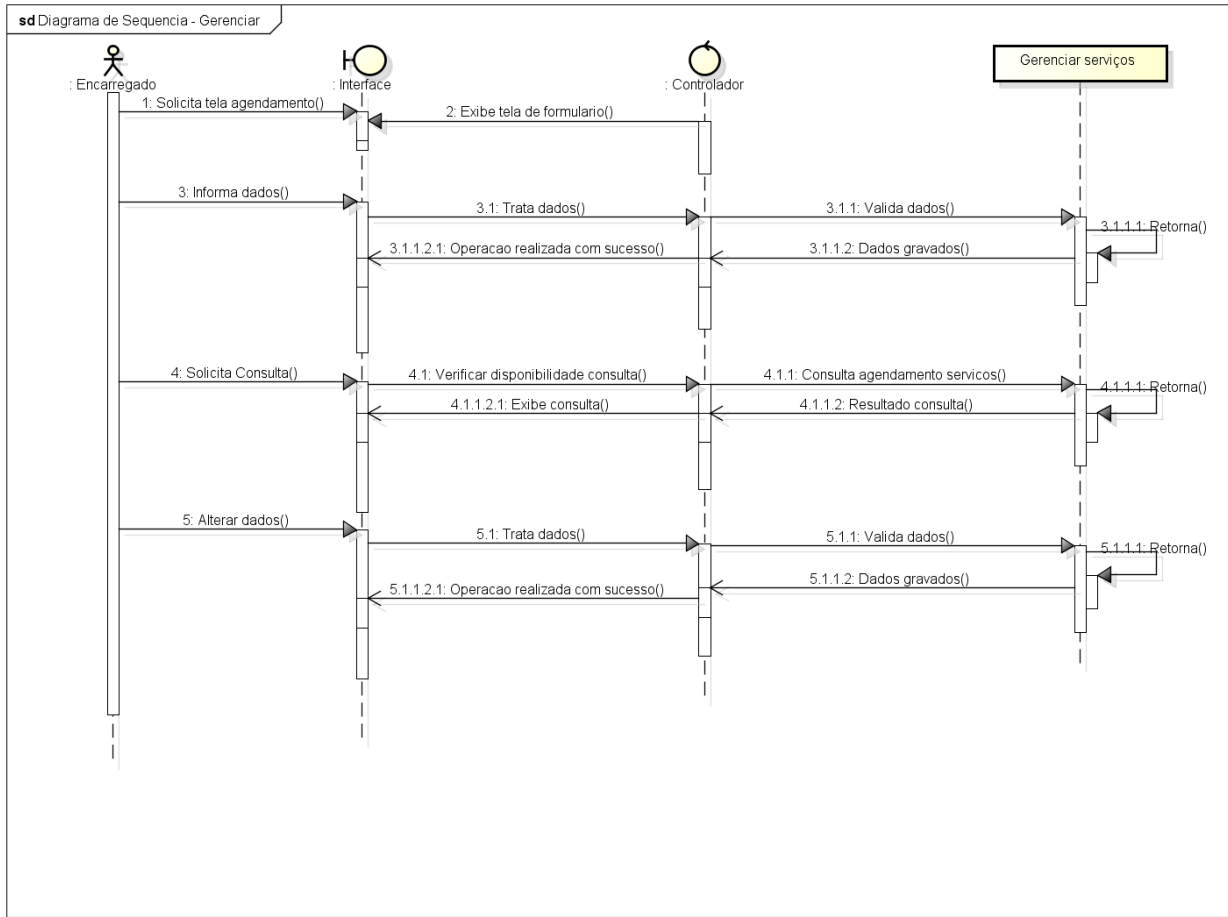 sd Diagrama de Sequencia - Gerenciar
: Encarregado
: Interface
: Controlador
Gerenciar serviços
1: Solicita tela agendamento()
2: Exibe tela de formulario()
3: Informa dados()
3.1: Trata dados()
3.1.1: Valida dados()
3.1.1.1: Retorna()
3.1.1.2.1: Operacao realizada com sucesso()
3.1.1.2: Dados gravados()
4: Solicita Consulta()
4.1: Verificar disponibilidade consulta()
4.1.1: Consulta agendamento servicos()
4.1.1.1: Retorna()
4.1.1.2.1: Exibe consulta()
4.1.1.2: Resultado consulta()
5: Alterar dados()
5.1: Trata dados()
5.1.1: Valida dados()
5.1.1.1: Retorna()
5.1.1.2: Dados gravados()
5.1.1.2.1: Operacao realizada com sucesso()